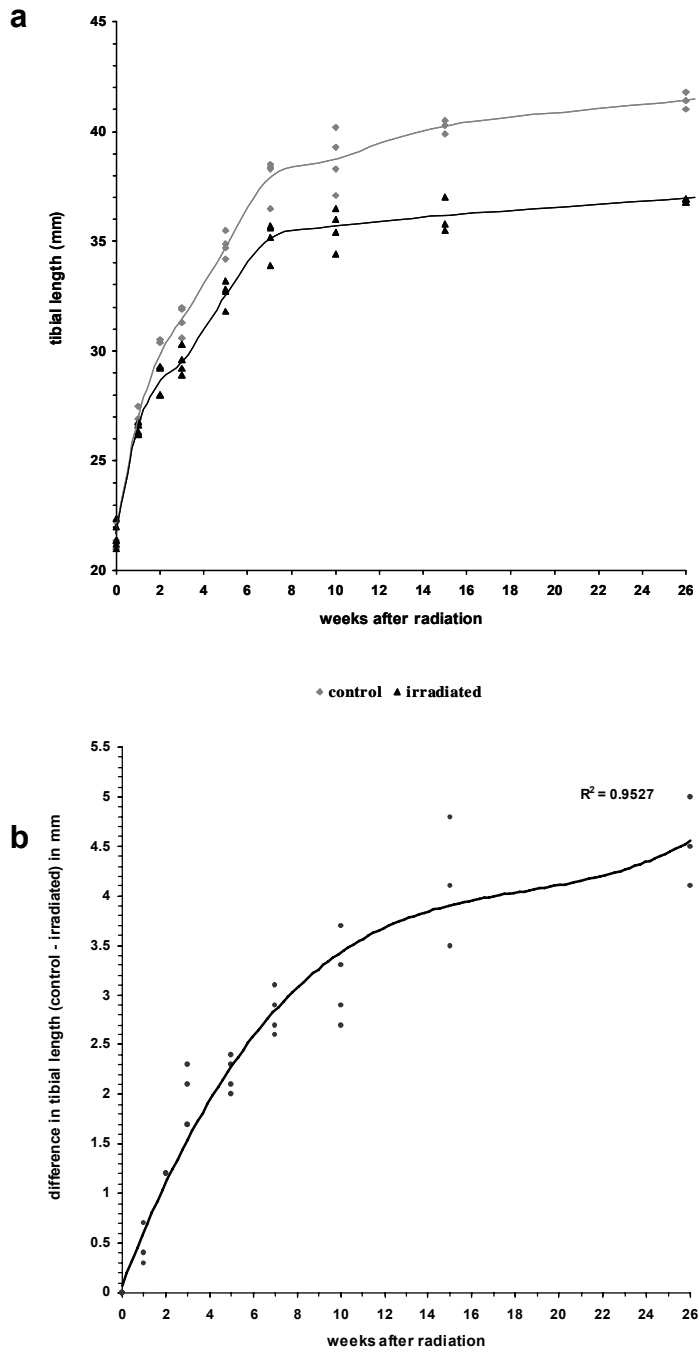 a
45
40
35
30
25
20
tibial length (mm)
0 2 4 6 8 10 12 14 16 18 20 22 24 26
weeks after radiation
control irradiated
b
5.5
5
4.5
4
3.5
3
2.5
2
1.5
1
0.5
0
difference in tibial length (control - irradiated) in mm
R² = 0.9527
0 2 4 6 8 10 12 14 16 18 20 22 24 26
weeks after radiation